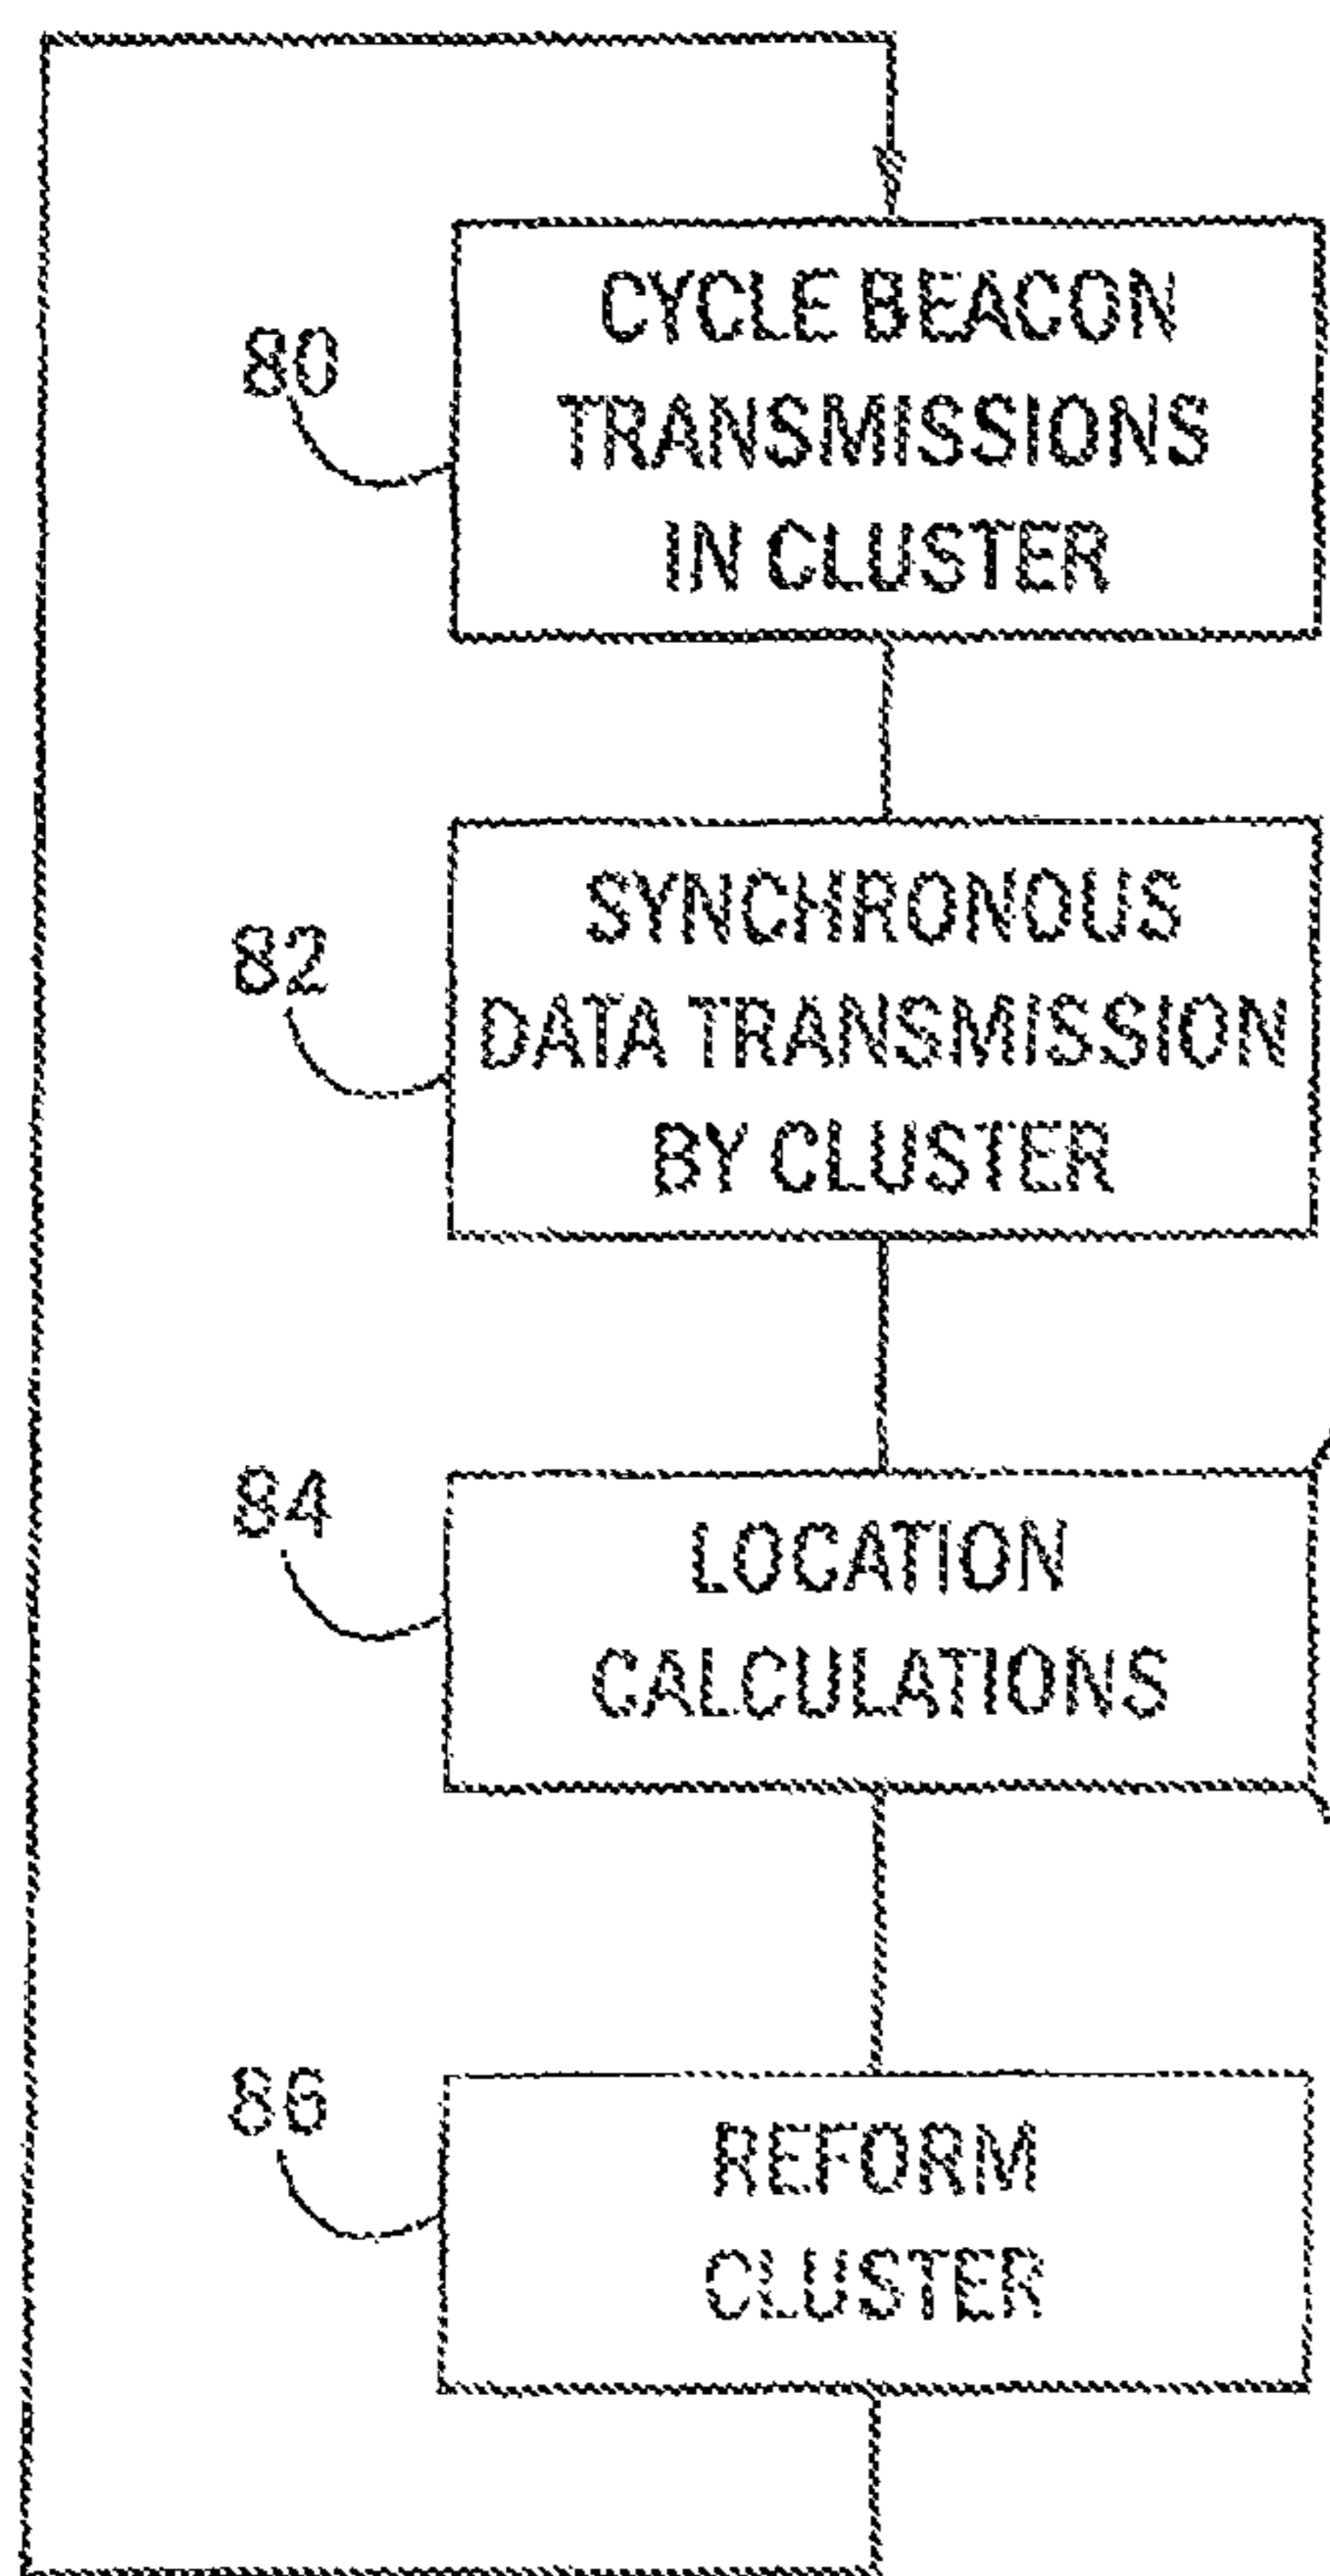 80
CYCLE BEACON
TRANSMISSIONS
IN CLUSTER
82
SYNCHRONOUS
DATA TRANSMISSION
BY CLUSTER
84
LOCATION
CALCULATIONS
86
REFORM
CLUSTER